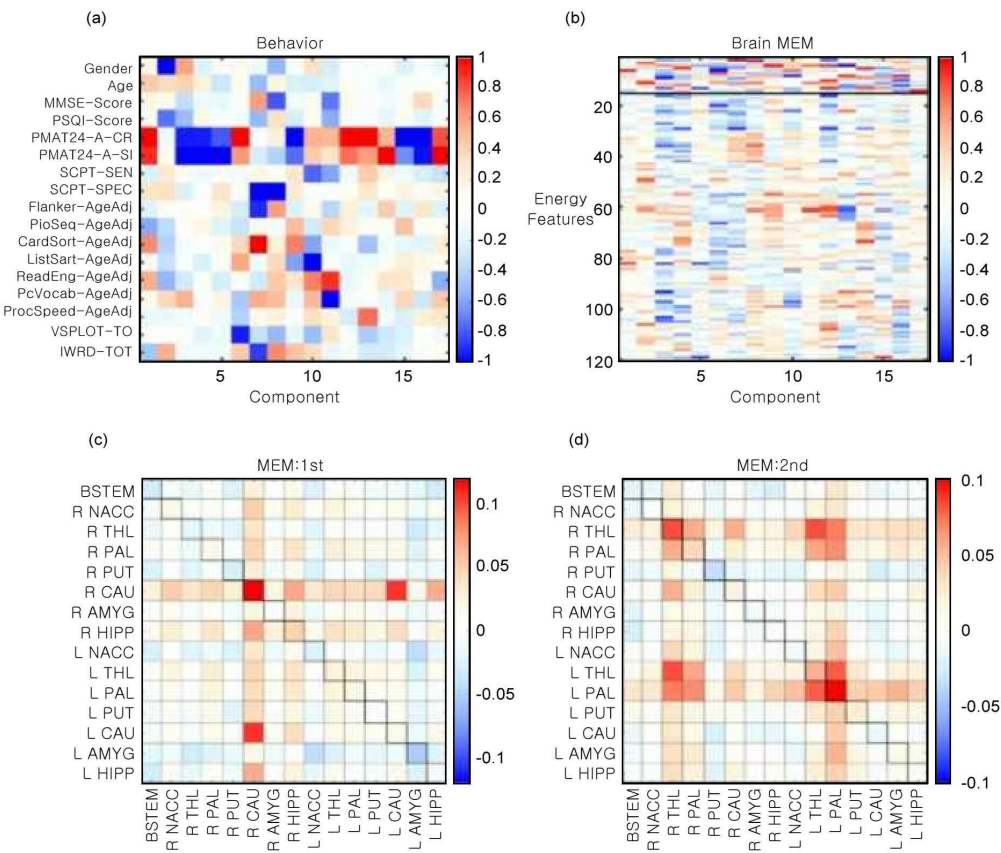 (a)
Behavior
Gender
Age
MMSE-Score
PSQI-Score
PMAT24-A-CR
PMAT24-A-SI
SCPT-SEN
SCPT-SPEC
Flanker-AgeAdj
PioSeq-AgeAdj
CardSort-AgeAdj
ListSart-AgeAdj
ReadEng-AgeAdj
PcVocab-AgeAdj
ProcSpeed-AgeAdj
VSPLOT-TO
IWRD-TOT
5
10
15
Component
1
0.8
0.6
0.4
0.2
0
-0.2
-0.4
-0.6
-0.8
-1
(b)
Brain MEM
20
40
60
80
100
120
Energy
Features
5
10
15
Component
1
0.8
0.6
0.4
0.2
0
-0.2
-0.4
-0.6
-0.8
-1
(c)
MEM:1st
BSTEM
R NACC
R THL
R PAL
R PUT
R CAU
R AMYG
R HIPP
L NACC
L THL
L PAL
L PUT
L CAU
L AMYG
L HIPP
BSTEM
R NACC
R THL
R PAL
R PUT
R CAU
R AMYG
R HIPP
L NACC
L THL
L PAL
L PUT
L CAU
L AMYG
L HIPP
0.1
0.05
0
-0.05
-0.1
(d)
MEM:2nd
BSTEM
R NACC
R THL
R PAL
R PUT
R CAU
R AMYG
R HIPP
L NACC
L THL
L PAL
L PUT
L CAU
L AMYG
L HIPP
BSTEM
R NACC
R THL
R PAL
R PUT
R CAU
R AMYG
R HIPP
L NACC
L THL
L PAL
L PUT
L CAU
L AMYG
L HIPP
0.1
0.05
0
-0.05
-0.1